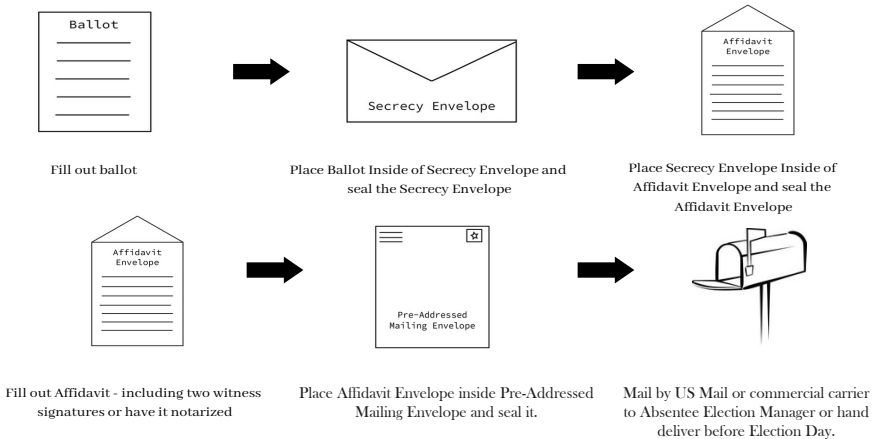 Ballot
Secrecy Envelope
Affidavit
Envelope
Fill out ballot
Place Ballot Inside of Secrecy Envelope and
seal the Secrecy Envelope
Place Secrecy Envelope Inside of
Affidavit Envelope and seal the
Affidavit Envelope
Affidavit
Envelope
Pre-Addressed
Mailing Envelope
Fill out Affidavit - including two witness
signatures or have it notarized
Place Affidavit Envelope inside Pre-Addressed
Mailing Envelope and seal it.
Mail by US Mail or commercial carrier
to Absentee Election Manager or hand
deliver before Election Day.